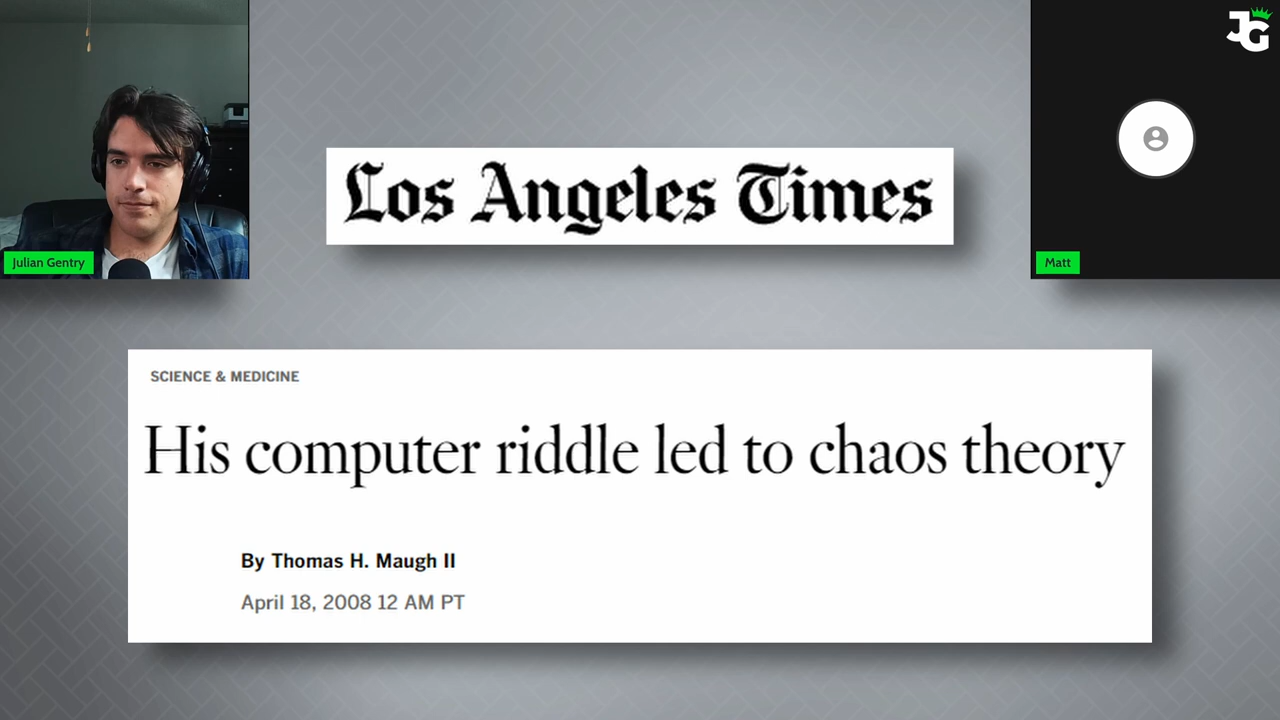 JG
Los Angeles Times
Julian Gentry
Matt
SCIENCE & MEDICINE
His computer riddle led to chaos theory
By Thomas H. Maugh II
April 18, 2008 12 AM PT